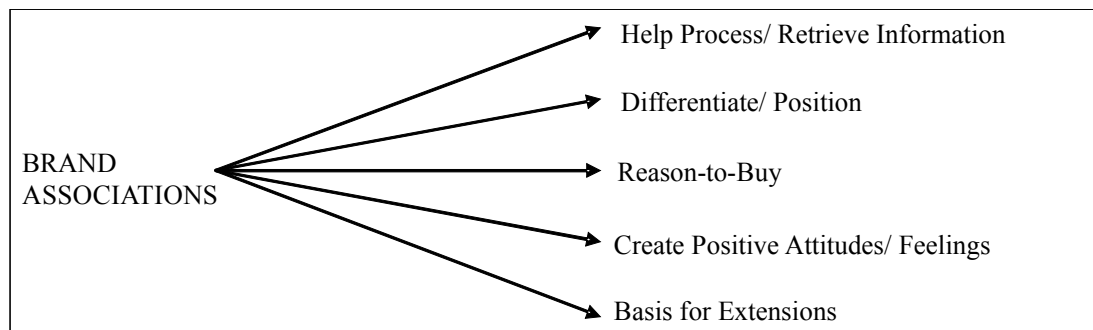 Help Process/ Retrieve Information
Differentiate/ Position
BRAND
ASSOCIATIONS
Reason-to-Buy
Create Positive Attitudes/ Feelings
Basis for Extensions